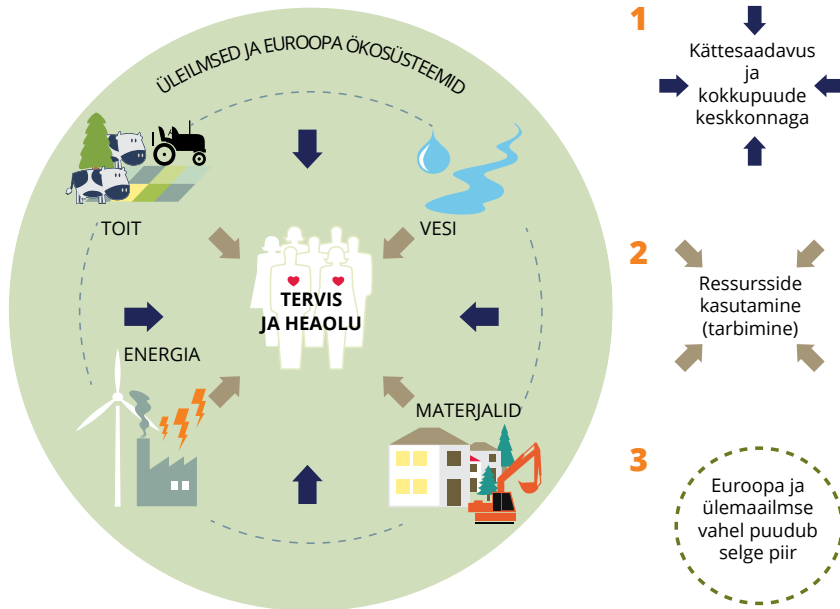 ÜLEILMSED JA EUROOPA ÖKOSÜSTEEMID
TOIT
VESI
TERVIS
JA HEAOLU
ENERGIA
MATERJALID
1
Kättesaadavus
ja
kokkupuude
keskkonnaga
2
Ressursside
kasutamine
(tarbimine)
3
Euroopa ja
ülemaailmse
vahel puudub
selge piir